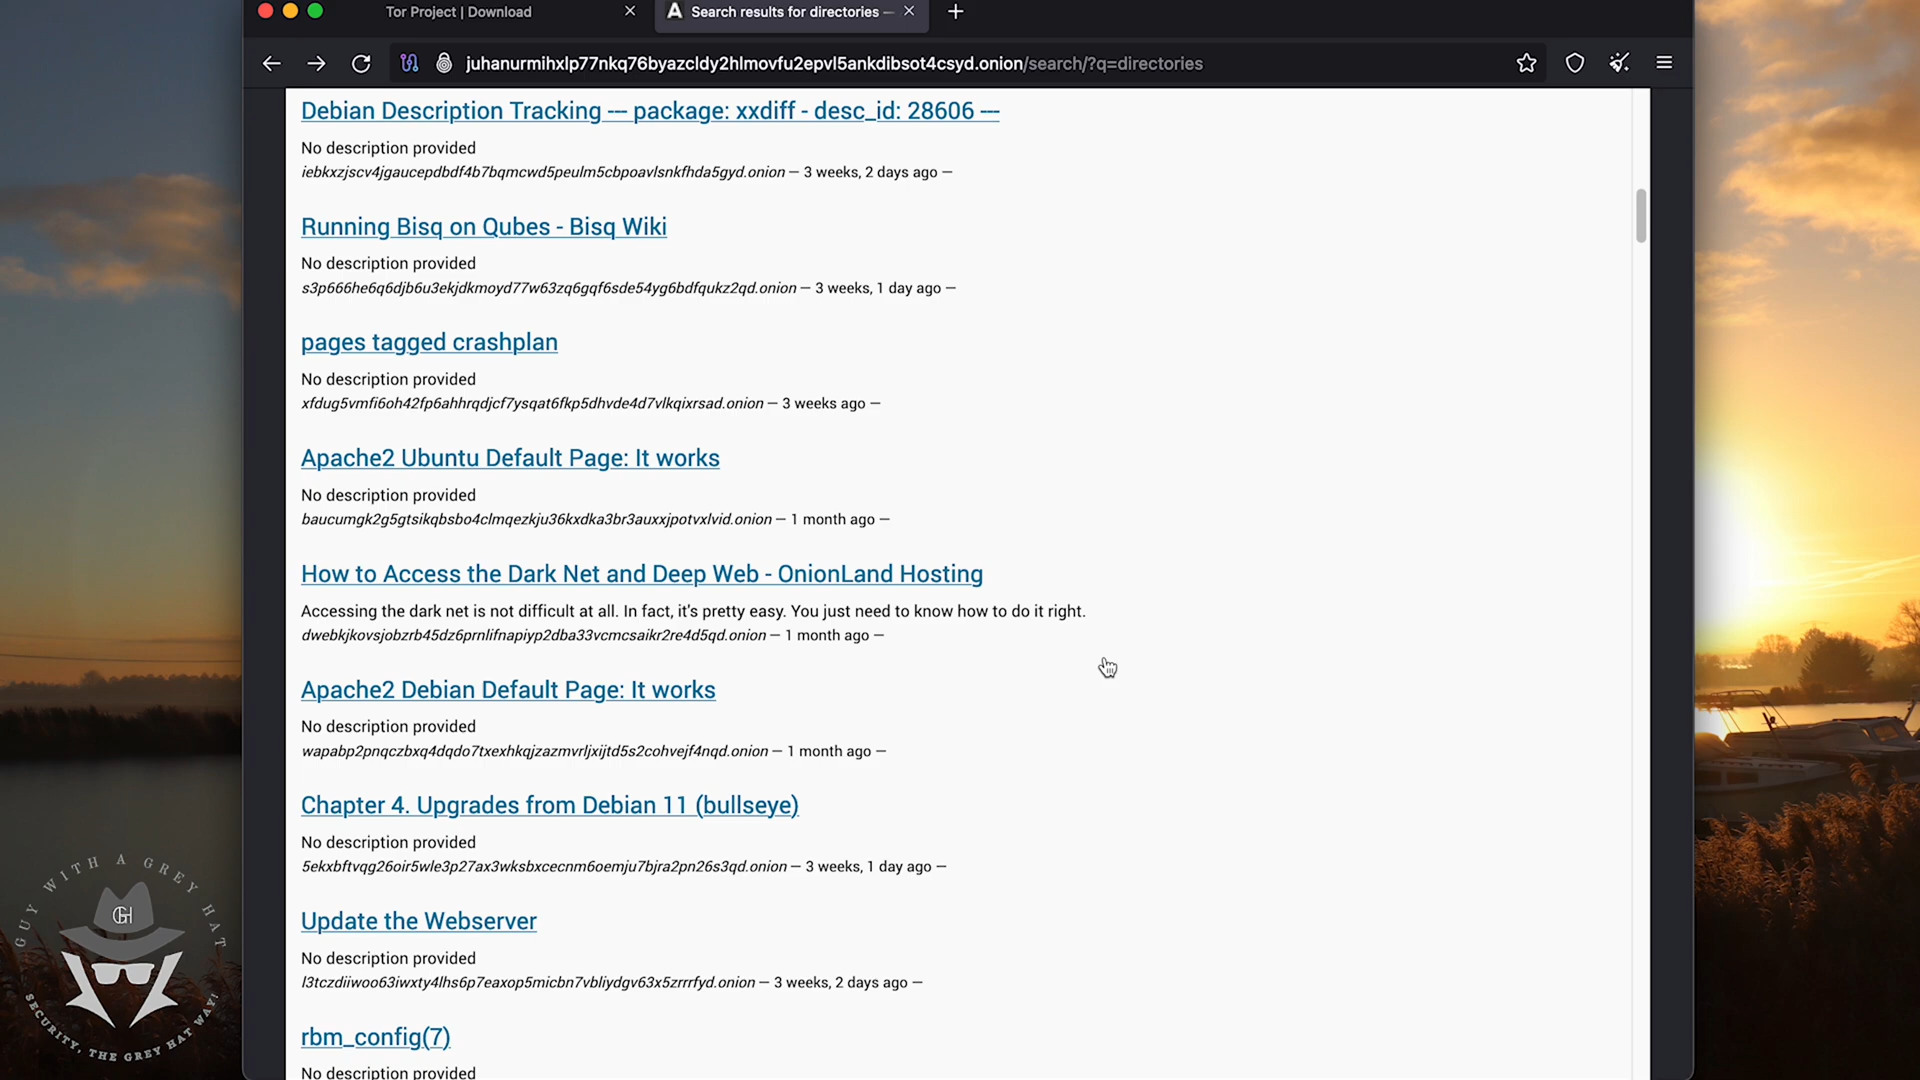 Tor Project | Download
Search results for directories —
juhanurmihxlp77nkq76byazcldy2hlmovfu2epvl5ankdibsot4csyd.onion/search/?q=directories
Debian Description Tracking --- package: xxdiff - desc_id: 28606 ---
No description provided
iebkxzjscv4jgaucepdbdf4b7bqmcwd5peulm5cbpoavlsnkfhda5gyd.onion — 3 weeks, 2 days ago —
Running Bisq on Qubes - Bisq Wiki
No description provided
s3p666he6q6djb6u3ekjdkmoyd77w63zq6gqf6sde54yg6bdfqukz2qd.onion — 3 weeks, 1 day ago —
pages tagged crashplan
No description provided
xfdug5vmfi6oh42fp6ahhrqdjcf7ysqat6fkp5dhvde4d7vlkqixrsad.onion — 3 weeks ago —
Apache2 Ubuntu Default Page: It works
No description provided
baucumgk2g5gtsikqbsbo4clmqezkju36kxdka3br3auxxjpotvxlvid.onion — 1 month ago —
How to Access the Dark Net and Deep Web - OnionLand Hosting
Accessing the dark net is not difficult at all. In fact, it's pretty easy. You just need to know how to do it right.
dwebkjkovsjobzrb45dz6prnlifnapiyp2dba33vcmcsaikr2re4d5qd.onion — 1 month ago —
Apache2 Debian Default Page: It works
No description provided
wapabp2pnqczbxq4dqdo7txexhkqjzazmvrljxijtd5s2cohvejf4nqd.onion — 1 month ago —
Chapter 4. Upgrades from Debian 11 (bullseye)
No description provided
5ekxbftvqg26oir5wle3p27ax3wksbxcecnm6oemju7bjra2pn26s3qd.onion — 3 weeks, 1 day ago —
Update the Webserver
No description provided
l3tczdiiwoo63iwxty4lhs6p7eaxop5micbn7vbliydgv63x5zrrrfyd.onion — 3 weeks, 2 days ago —
rbm_config(7)
No description provided
GUY WITH A GREY HAT
GH
SECURITY, THE GREY HAT WAY!